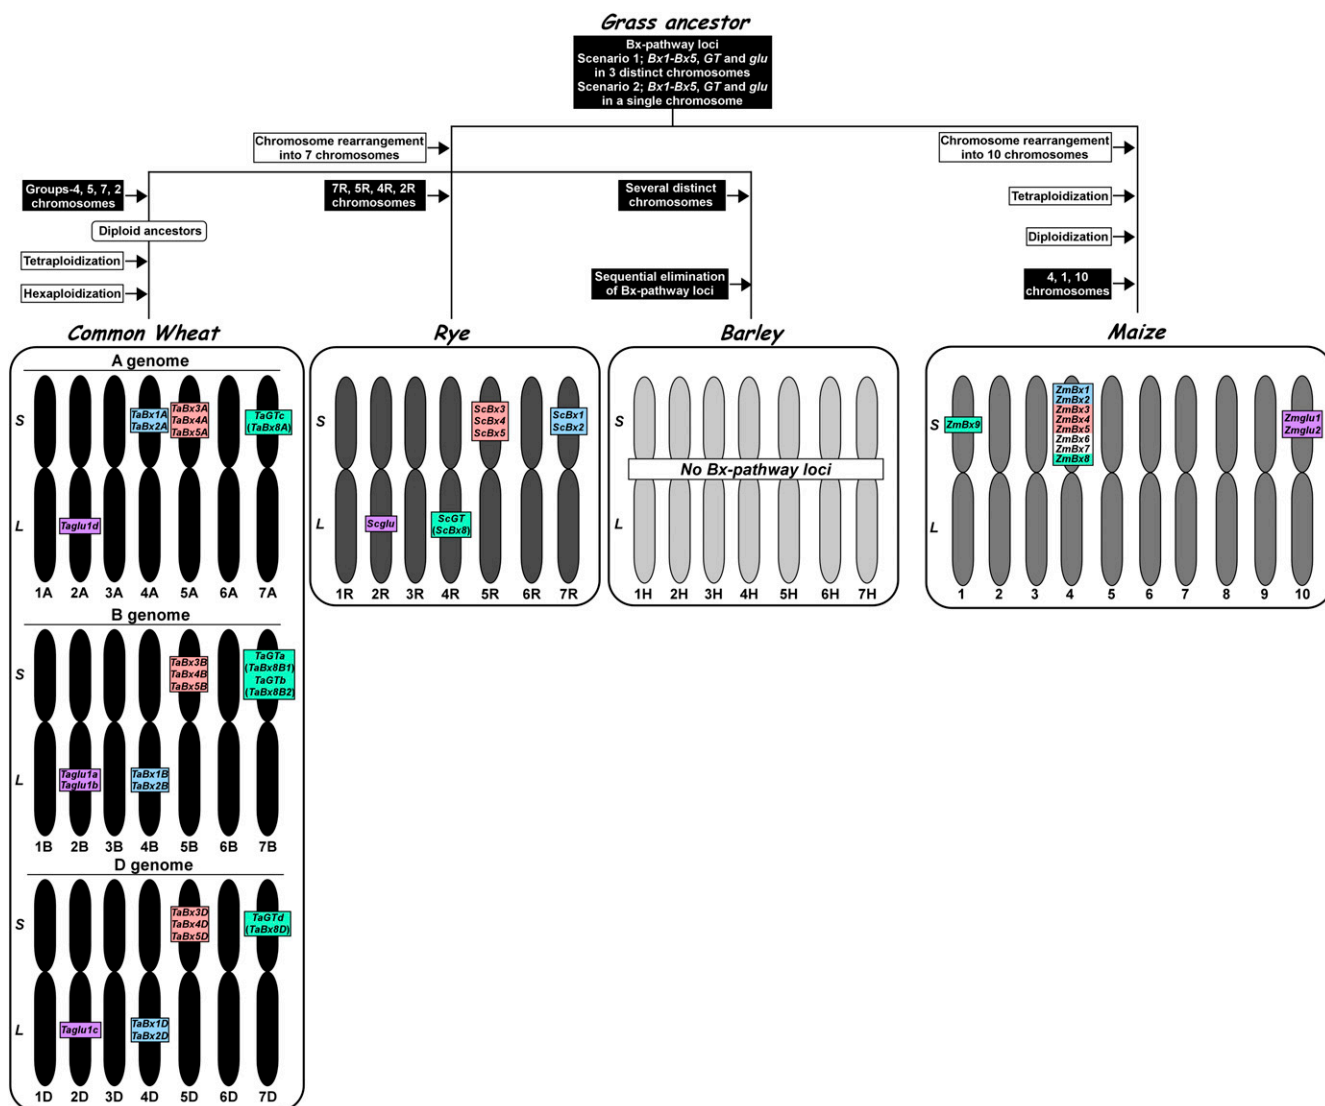 Grass ancestor
Bx-pathway loci
Scenario 1; Bx1-Bx5, GT and glu
in 3 distinct chromosomes
Scenario 2; Bx1-Bx5, GT and glu
in a single chromosome
Chromosome rearrangement
into 7 chromosomes
Chromosome rearrangement
into 10 chromosomes
Groups-4, 5, 7, 2
chromosomes
7R, 5R, 4R, 2R
chromosomes
Several distinct
chromosomes
Tetraploidization
Diploid ancestors
Diploidization
Tetraploidization
Hexaploidization
Sequential elimination
of Bx-pathway loci
4, 1, 10
chromosomes
Common Wheat
A genome
S
TaBx1A
TaBx2A
TaBx3A
TaBx4A
TaBx5A
TaGTc
(TaBx8A)
L
Taglu1d
1A 2A 3A 4A 5A 6A 7A
B genome
S
TaBx3B
TaBx4B
TaBx5B
TaGTa
(TaBx8B1)
TaGTb
(TaBx8B2)
L
Taglu1a
Taglu1b
TaBx1B
TaBx2B
1B 2B 3B 4B 5B 6B 7B
D genome
S
TaBx3D
TaBx4D
TaBx5D
TaGTd
(TaBx8D)
L
Taglu1c
TaBx1D
TaBx2D
1D 2D 3D 4D 5D 6D 7D
Rye
S
ScBx3
ScBx4
ScBx5
ScBx1
ScBx2
L
Scglu
ScGT
(ScBx8)
1R 2R 3R 4R 5R 6R 7R
Barley
S
No Bx-pathway loci
L
1H 2H 3H 4H 5H 6H 7H
Maize
S
ZmBx9
ZmBx1
ZmBx2
ZmBx3
ZmBx4
ZmBx5
ZmBx6
ZmBx7
ZmBx8
Zmglu1
Zmglu2
L
1 2 3 4 5 6 7 8 9 10